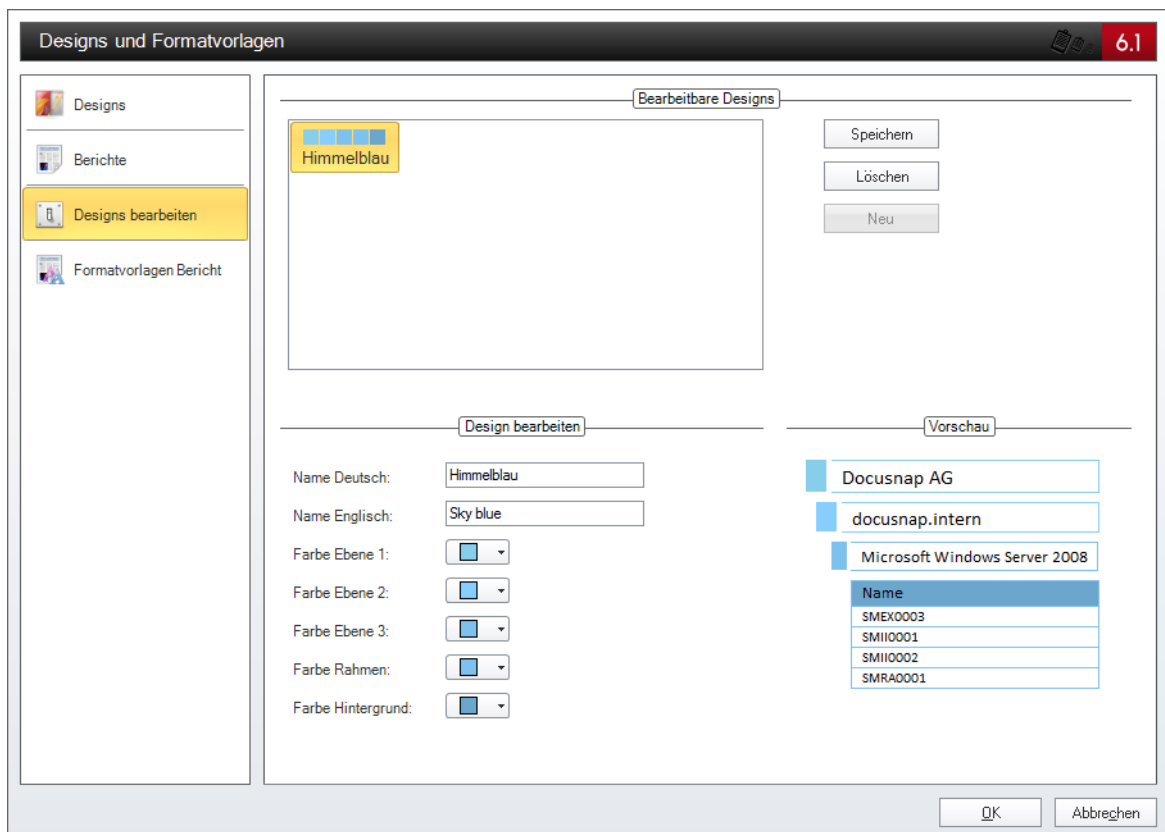 Designs und Formatvorlagen
6.1
Designs
Berichte
Designs bearbeiten
Formatvorlagen Bericht
Bearbeitbare Designs
Himmelblau
Speichern
Löschen
Neu
Design bearbeiten
Name Deutsch: Himmelblau
Name Englisch: Sky blue
Farbe Ebene 1:
Farbe Ebene 2:
Farbe Ebene 3:
Farbe Rahmen:
Farbe Hintergrund:
Vorschau
Docusnap AG
docusnap.intern
Microsoft Windows Server 2008
Name
SMEX0003
SMII0001
SMII0002
SMRA0001
OK
Abbrechen